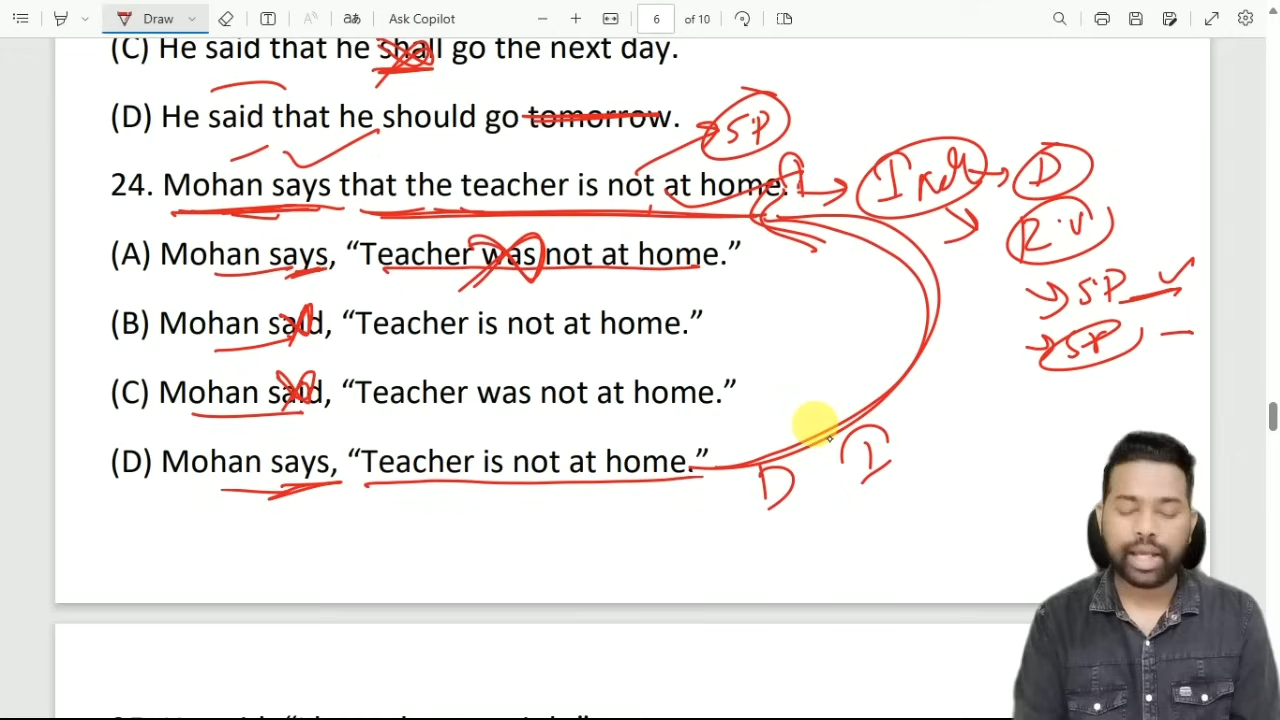 Draw
Ask Copilot
6 of 10
(C) He said that he shall go the next day.
(D) He said that he should go tomorrow.
SP
24. Mohan says that the teacher is not at home.
D
R.V
SP
SP
(A) Mohan says, “Teacher was not at home.”
(B) Mohan said, “Teacher is not at home.”
(C) Mohan said, “Teacher was not at home.”
(D) Mohan says, “Teacher is not at home.”
D
I